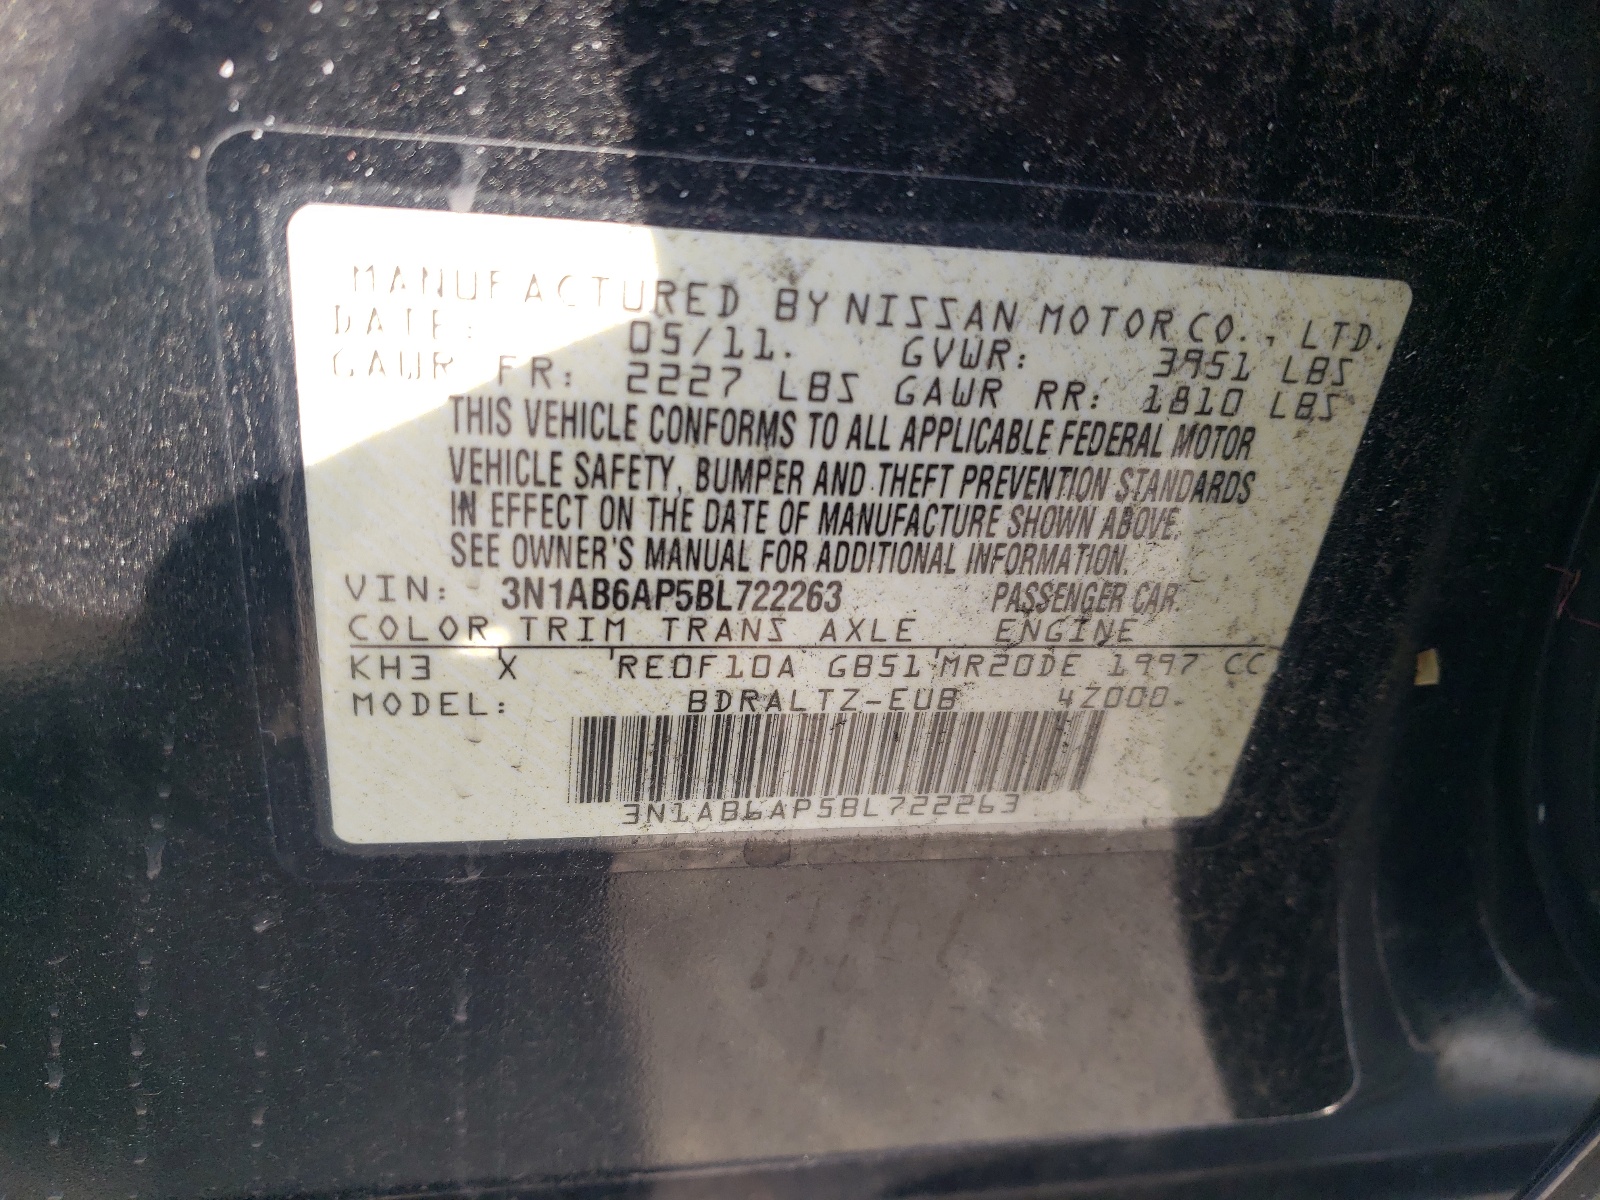 MANUFACTURED BY NISSAN MOTOR CO., LTD.
DATE: 05/11. GVWR: 3951 LBS
GAWR FR: 2227 LBS GAWR RR: 1810 LBS
THIS VEHICLE CONFORMS TO ALL APPLICABLE FEDERAL MOTOR
VEHICLE SAFETY, BUMPER AND THEFT PREVENTION STANDARDS
IN EFFECT ON THE DATE OF MANUFACTURE SHOWN ABOVE.
SEE OWNER'S MANUAL FOR ADDITIONAL INFORMATION.
VIN: 3N1AB6AP5BL722263 PASSENGER CAR.
COLOR TRIM TRANS AXLE ENGINE
KH3 X RE0F10A GB51 MR20DE 1997 CC
MODEL: BDRALTZ-EUB 4Z000.
3N1AB6AP5BL722263